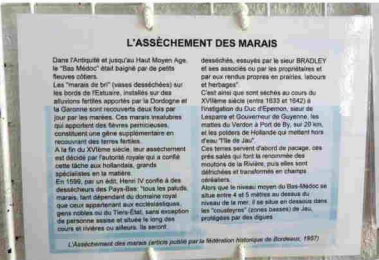 L'ASSÈCHEMENT DES MARAIS
Dans l'Antiquité et jusqu'au Haut Moyen Age,
le "Bas Médoc" était baigné par de petits
fleuves côtiers.
Les "marais de bri" (vases desséchées) sur
les bords de l'Estuaire, installés sur des
alluvions fertiles apportés par la Dordogne et
la Garonne sont recouverts deux fois par
jour par les marées. Ces marais insalubres
qui apportent des fièvres pernicieuses,
constituent une gêne supplémentaire en
recouvrant des terres fertiles.
A la fin du XVIème siècle, leur assèchement
est décidé par l'autorité royale qui a confié
cette tâche aux hollandais, grands
spécialistes en la matière.
En 1599, par un édit, Henri IV confie à des
dessécheurs des Pays-Bas: "tous les paluds,
marais, tant dépendant du domaine royal
que ceux appartenant aux ecclésiastiques,
gens nobles ou du Tiers-Etat, sans exception
de personne assise et située le long des
cours et rivières ou ailleurs. Ils seront
desséchés, essuyés par le sieur BRADLEY
et ses associés ou par les propriétaires et
par eux rendus propres en prairies, labours
et herbages".
C'est ainsi que sont séchés au cours du
XVIIème siècle (entre 1633 et 1642) à
l'instigation du Duc d'Epernon, sieur de
Lesparre et Gouverneur de Guyenne, les
mattes du Verdon à Port de By, sur 20 km,
et les polders de Hollande qui mettent hors
d'eau "l'Ile de Jau".
Ces terres servent d'abord de pacage, ces
prés salés qui font la renommée des
moutons de la Rivière, puis elles sont
défrichées et transformés en champs
céréaliers.
Alors que le niveau moyen du Bas-Médoc se
situe entre 4 et 5 mètres au dessus du
niveau de la mer, il se situe en dessous dans
les "cousteyres" (zones basses) de Jau,
protégées par des digues.
L'Assèchement des marais (article publié par la fédération historique de Bordeaux, 1957)